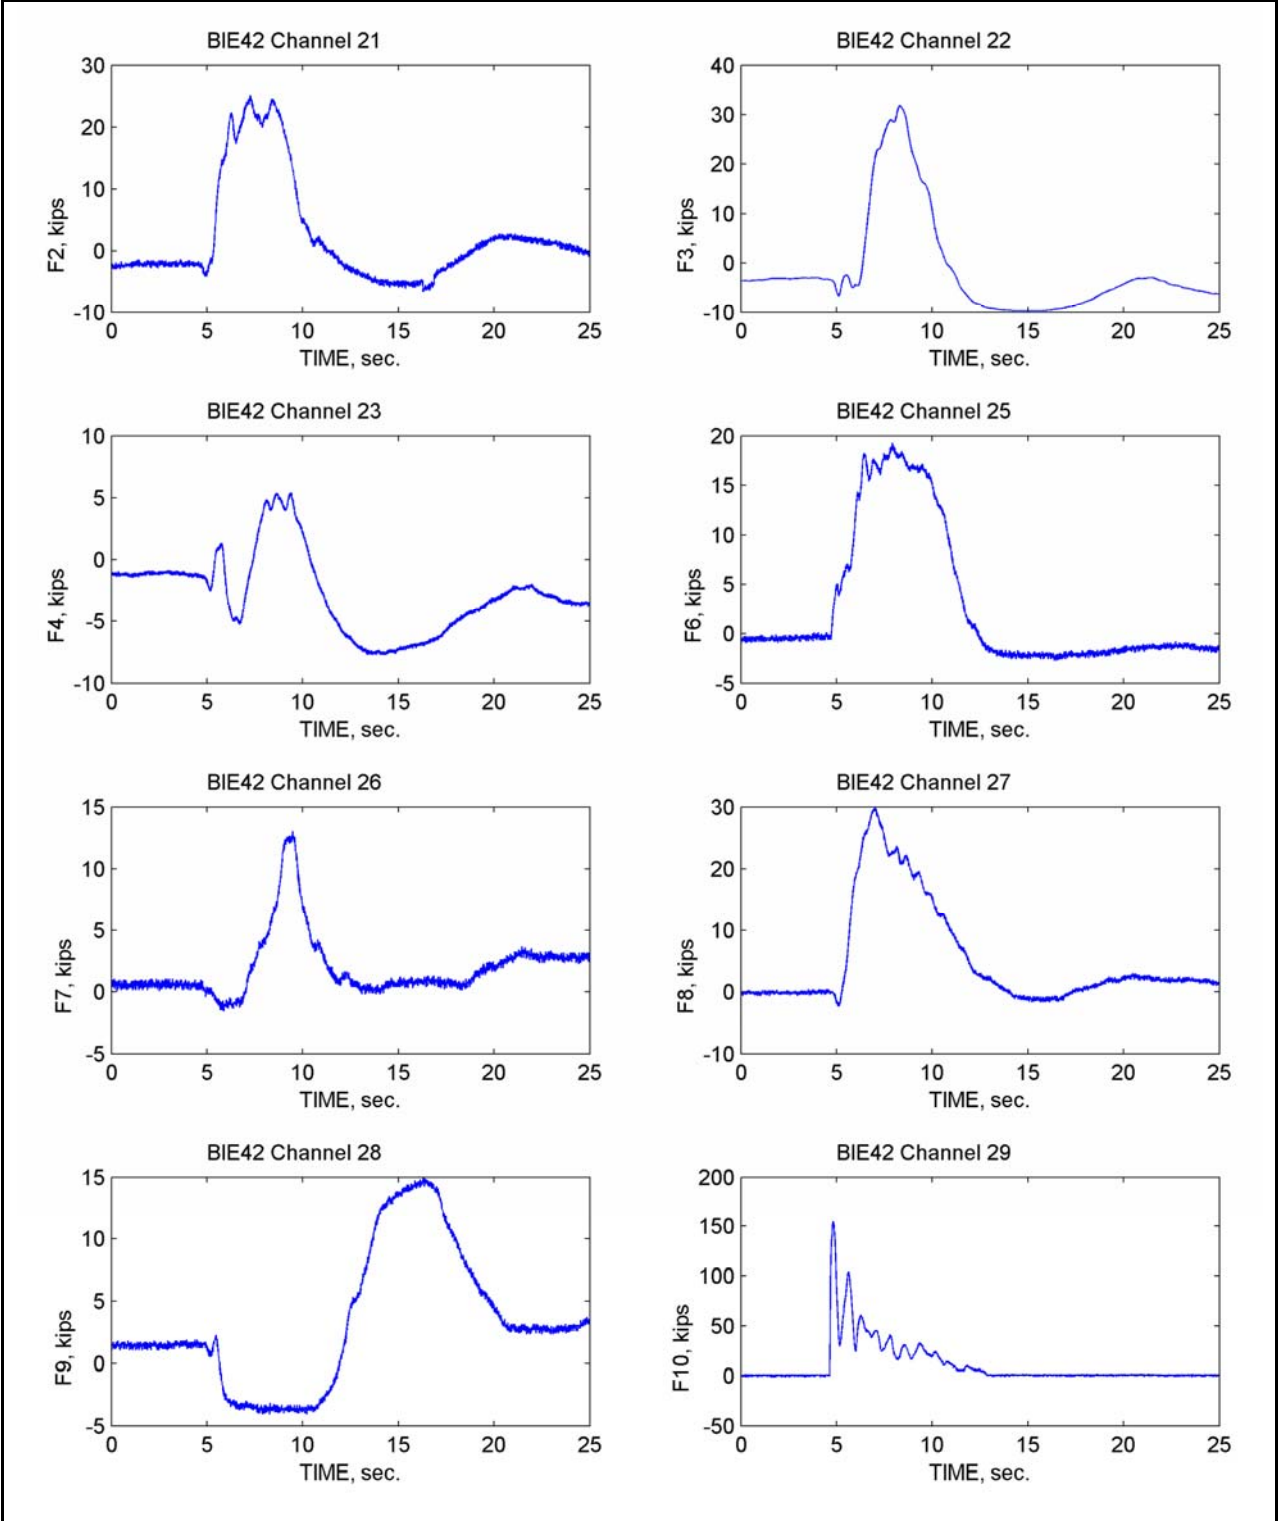 BIE42 Channel 21
30
20
10
0
-10
F2, kips
0 5 10 15 20 25
TIME, sec.
BIE42 Channel 22
40
30
20
10
0
-10
F3, kips
0 5 10 15 20 25
TIME, sec.
BIE42 Channel 23
10
5
0
-5
-10
F4, kips
0 5 10 15 20 25
TIME, sec.
BIE42 Channel 25
20
15
10
5
0
-5
F6, kips
0 5 10 15 20 25
TIME, sec.
BIE42 Channel 26
15
10
5
0
-5
F7, kips
0 5 10 15 20 25
TIME, sec.
BIE42 Channel 27
30
20
10
0
-10
F8, kips
0 5 10 15 20 25
TIME, sec.
BIE42 Channel 28
15
10
5
0
-5
F9, kips
0 5 10 15 20 25
TIME, sec.
BIE42 Channel 29
200
150
100
50
0
-50
F10, kips
0 5 10 15 20 25
TIME, sec.